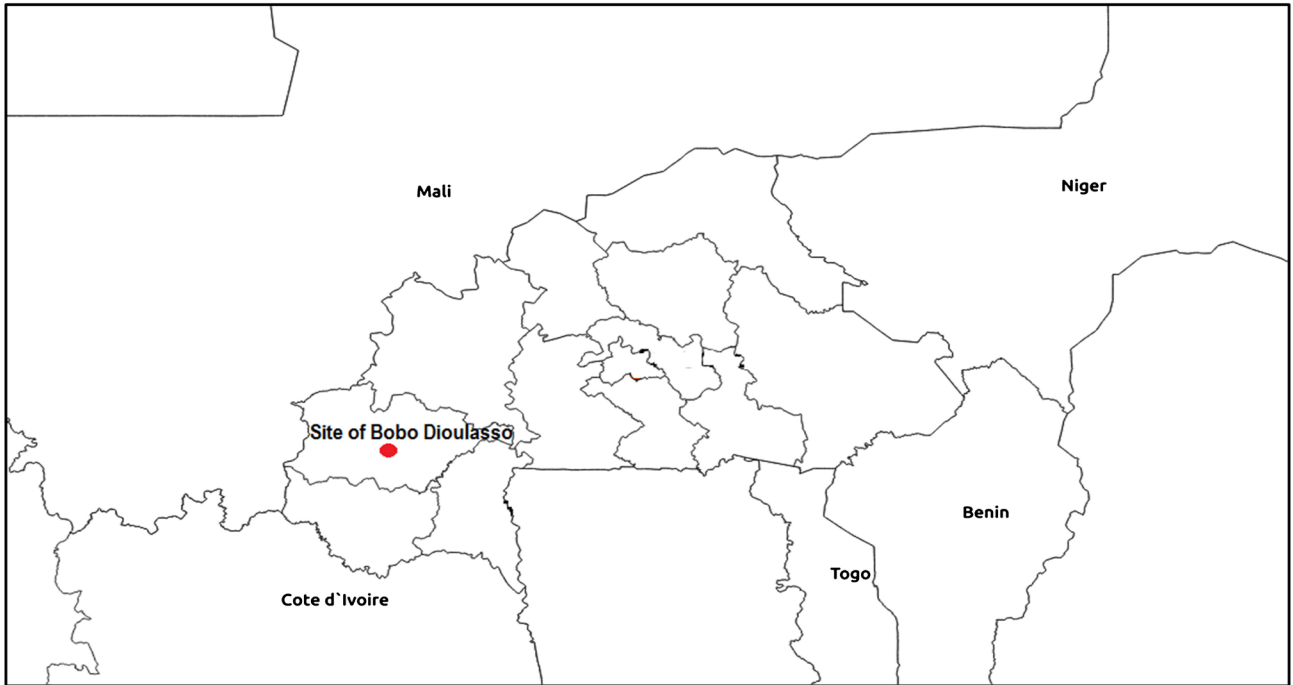 Mali
Niger
Site of Bobo Dioulasso
Benin
Togo
Cote d`Ivoire